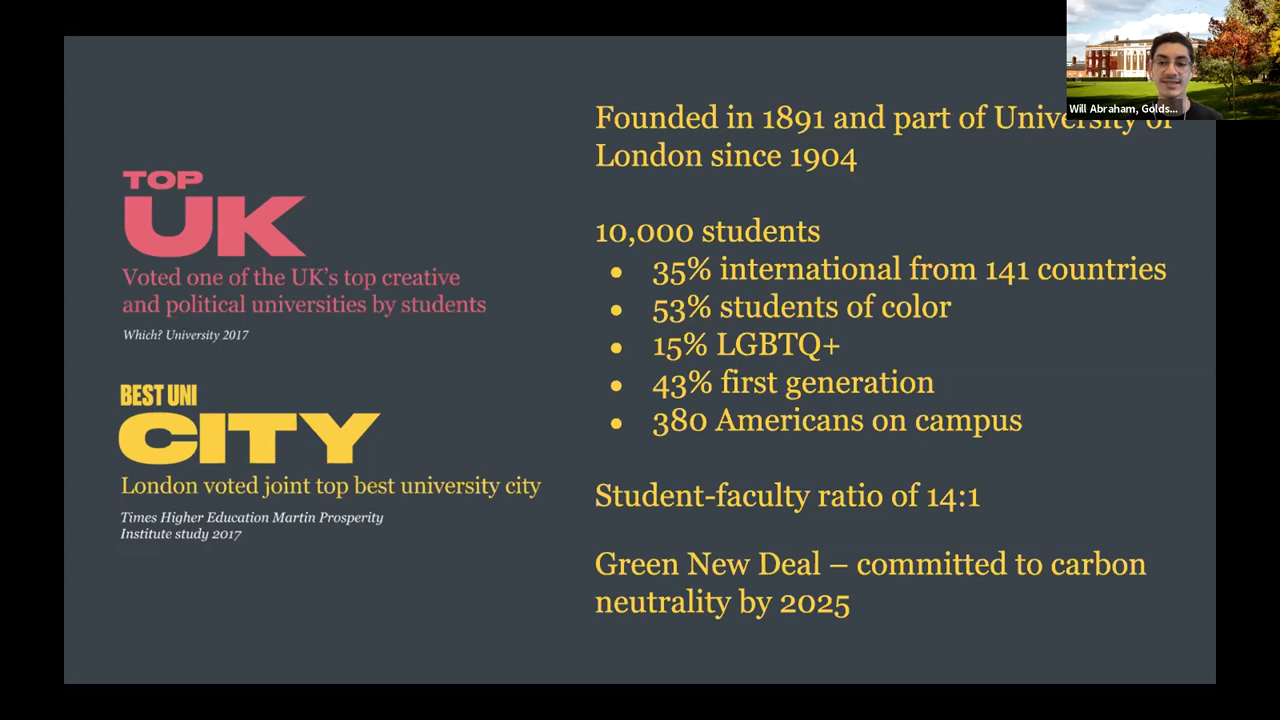 TOP
UK
Voted one of the UK's top creative
and political universities by students
Which? University 2017
BEST UNI
CITY
London voted joint top best university city
Times Higher Education Martin Prosperity
Institute study 2017
Founded in 1891 and part of University of
London since 1904
10,000 students
● 35% international from 141 countries
● 53% students of color
● 15% LGBTQ+
● 43% first generation
● 380 Americans on campus
Student-faculty ratio of 14:1
Green New Deal – committed to carbon
neutrality by 2025
Will Abraham, Golds...